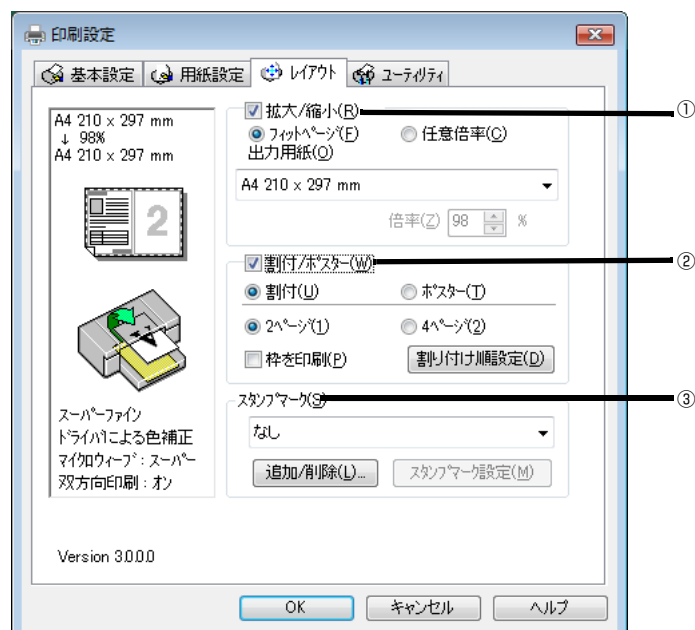 印刷設定
基本設定 用紙設定 レイアウト ユーティリティ
A4 210 x 297 mm
↓ 98%
A4 210 x 297 mm
2
スーパーファイン
ドライバによる色補正
マイクロウィーブ：スーパー
双方向印刷：オン
Version 3.0.0.0
拡大/縮小(R) ①
フィットページ(F) 任意倍率(C)
出力用紙(O)
A4 210 x 297 mm
倍率(Z) 98 %
割付/ポスター(W) ②
割付(U) ポスター(T)
2ページ(1) 4ページ(2)
枠を印刷(P) 割り付け順設定(D)
スタンプマーク(S) ③
なし
追加/削除(L)... スタンプマーク設定(M)
OK キャンセル ヘルプ